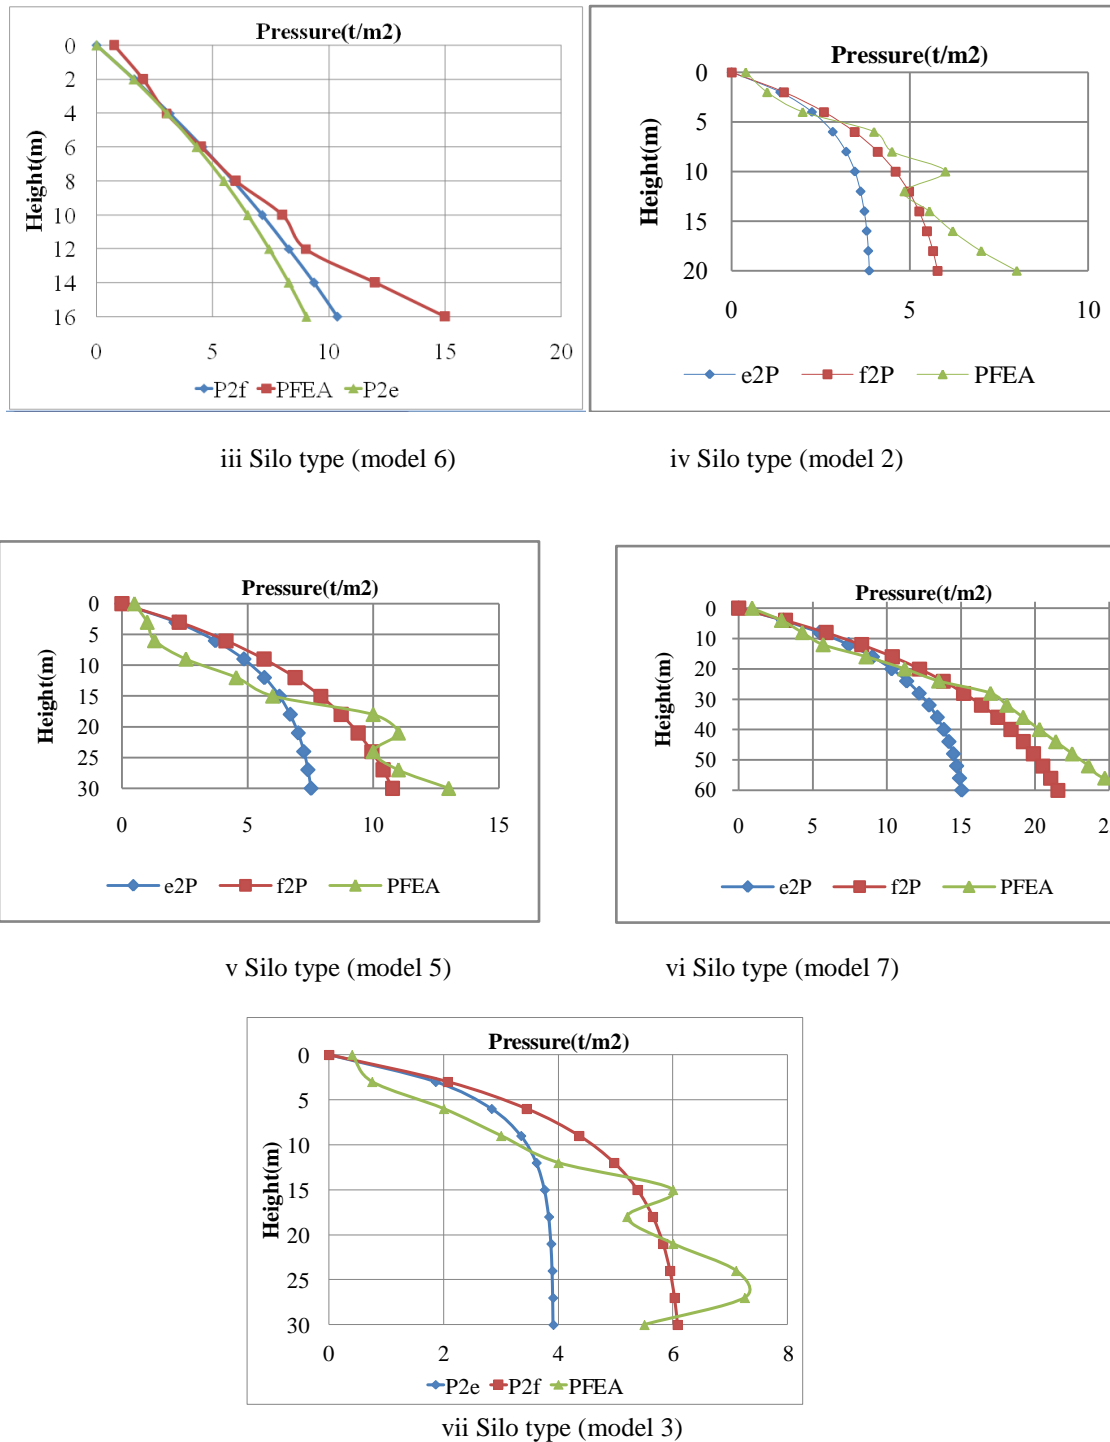 Pressure(t/m2)
Height(m)
0
2
4
6
8
10
12
14
16
0 5 10 15 20
P2f PFEA P2e
iii Silo type (model 6)
Pressure(t/m2)
Height(m)
0
5
10
15
20
0 5 10
e2P f2P PFEA
iv Silo type (model 2)
Pressure(t/m2)
Height(m)
0
5
10
15
20
25
30
0 5 10 15
e2P f2P PFEA
v Silo type (model 5)
Pressure(t/m2)
Height(m)
0
10
20
30
40
50
60
0 5 10 15 20 2
e2P f2P PFEA
vi Silo type (model 7)
Pressure(t/m2)
Height(m)
0
5
10
15
20
25
30
0 2 4 6 8
P2e P2f PFEA
vii Silo type (model 3)